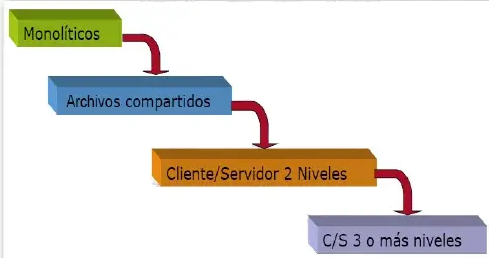 Monolíticos
Archivos compartidos
Cliente/Servidor 2 Niveles
C/S 3 o más niveles